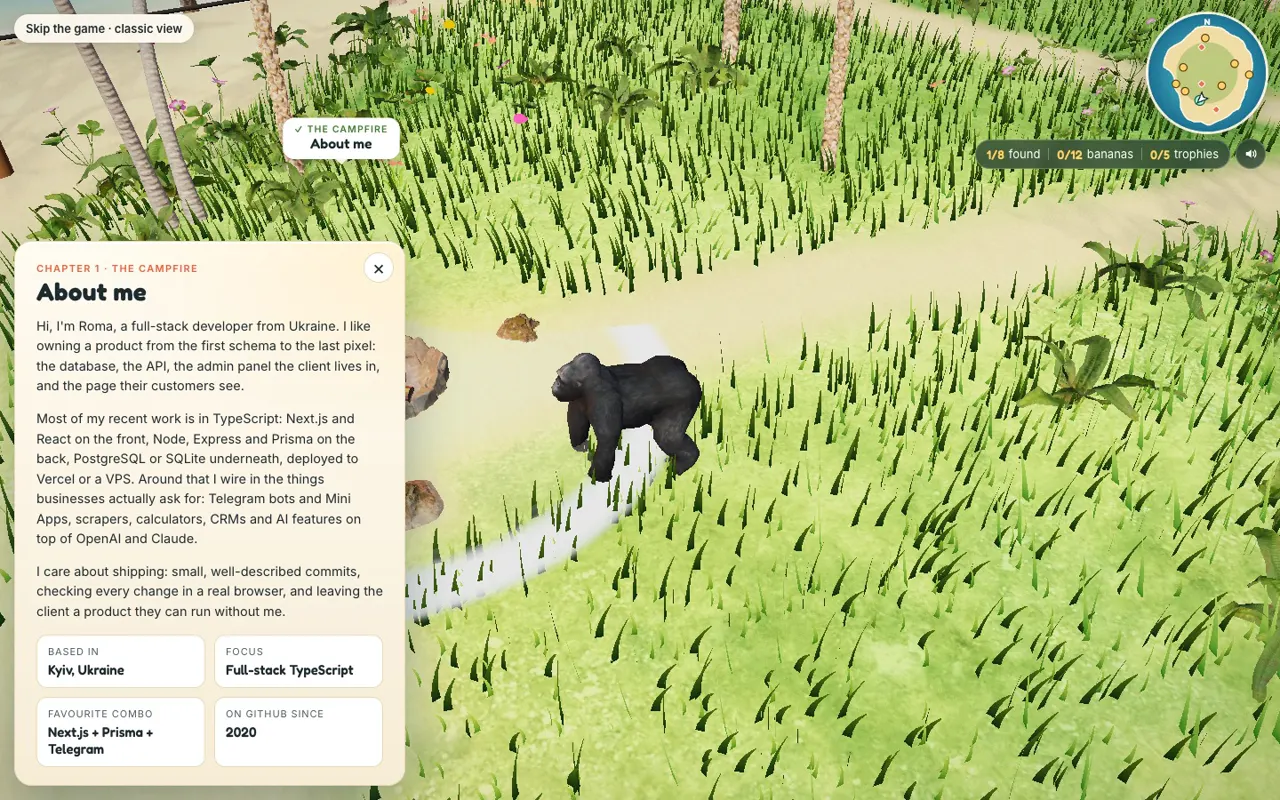 Skip the game · classic view
N
1/8 found
0/12 bananas
0/5 trophies
✓ THE CAMPFIRE
About me
CHAPTER 1 · THE CAMPFIRE
About me
Hi, I'm Roma, a full-stack developer from Ukraine. I like
owning a product from the first schema to the last pixel:
the database, the API, the admin panel the client lives in,
and the page their customers see.
Most of my recent work is in TypeScript: Next.js and
React on the front, Node, Express and Prisma on the
back, PostgreSQL or SQLite underneath, deployed to
Vercel or a VPS. Around that I wire in the things
businesses actually ask for: Telegram bots and Mini
Apps, scrapers, calculators, CRMs and AI features on
top of OpenAI and Claude.
I care about shipping: small, well-described commits,
checking every change in a real browser, and leaving the
client a product they can run without me.
BASED IN
Kyiv, Ukraine
FOCUS
Full-stack TypeScript
FAVOURITE COMBO
Next.js + Prisma +
Telegram
ON GITHUB SINCE
2020